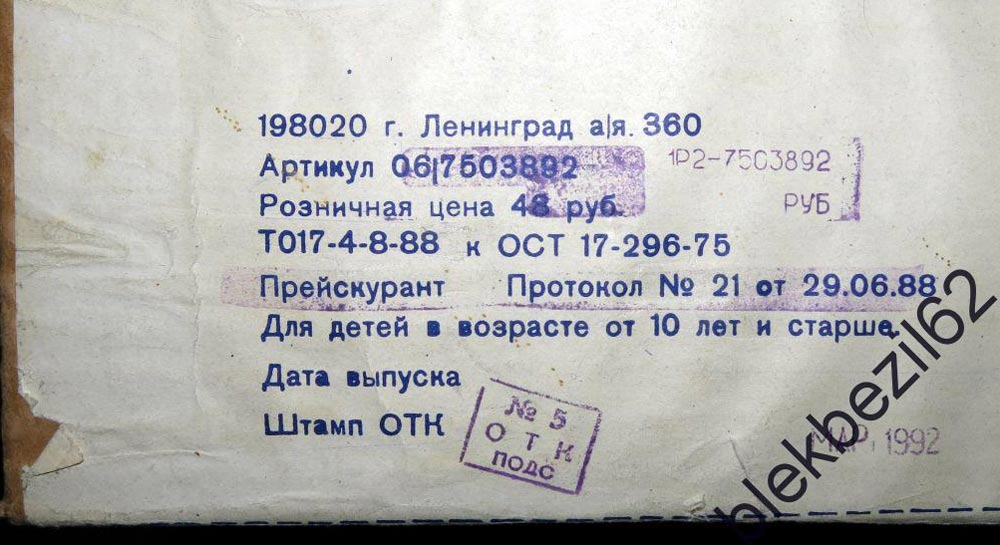 198020 г. Ленинград а/я. 360
Артикул 06|7503892
1Р2-7503892
Розничная цена 48 руб.
РУБ
Т017-4-8-88 к ОСТ 17-296-75
Прейскурант Протокол № 21 от 29.06.88
Для детей в возрасте от 10 лет и старше.
Дата выпуска
Штамп ОТК
№ 5
ОТК
ПОДС
МАР. 1992
blekbezil62